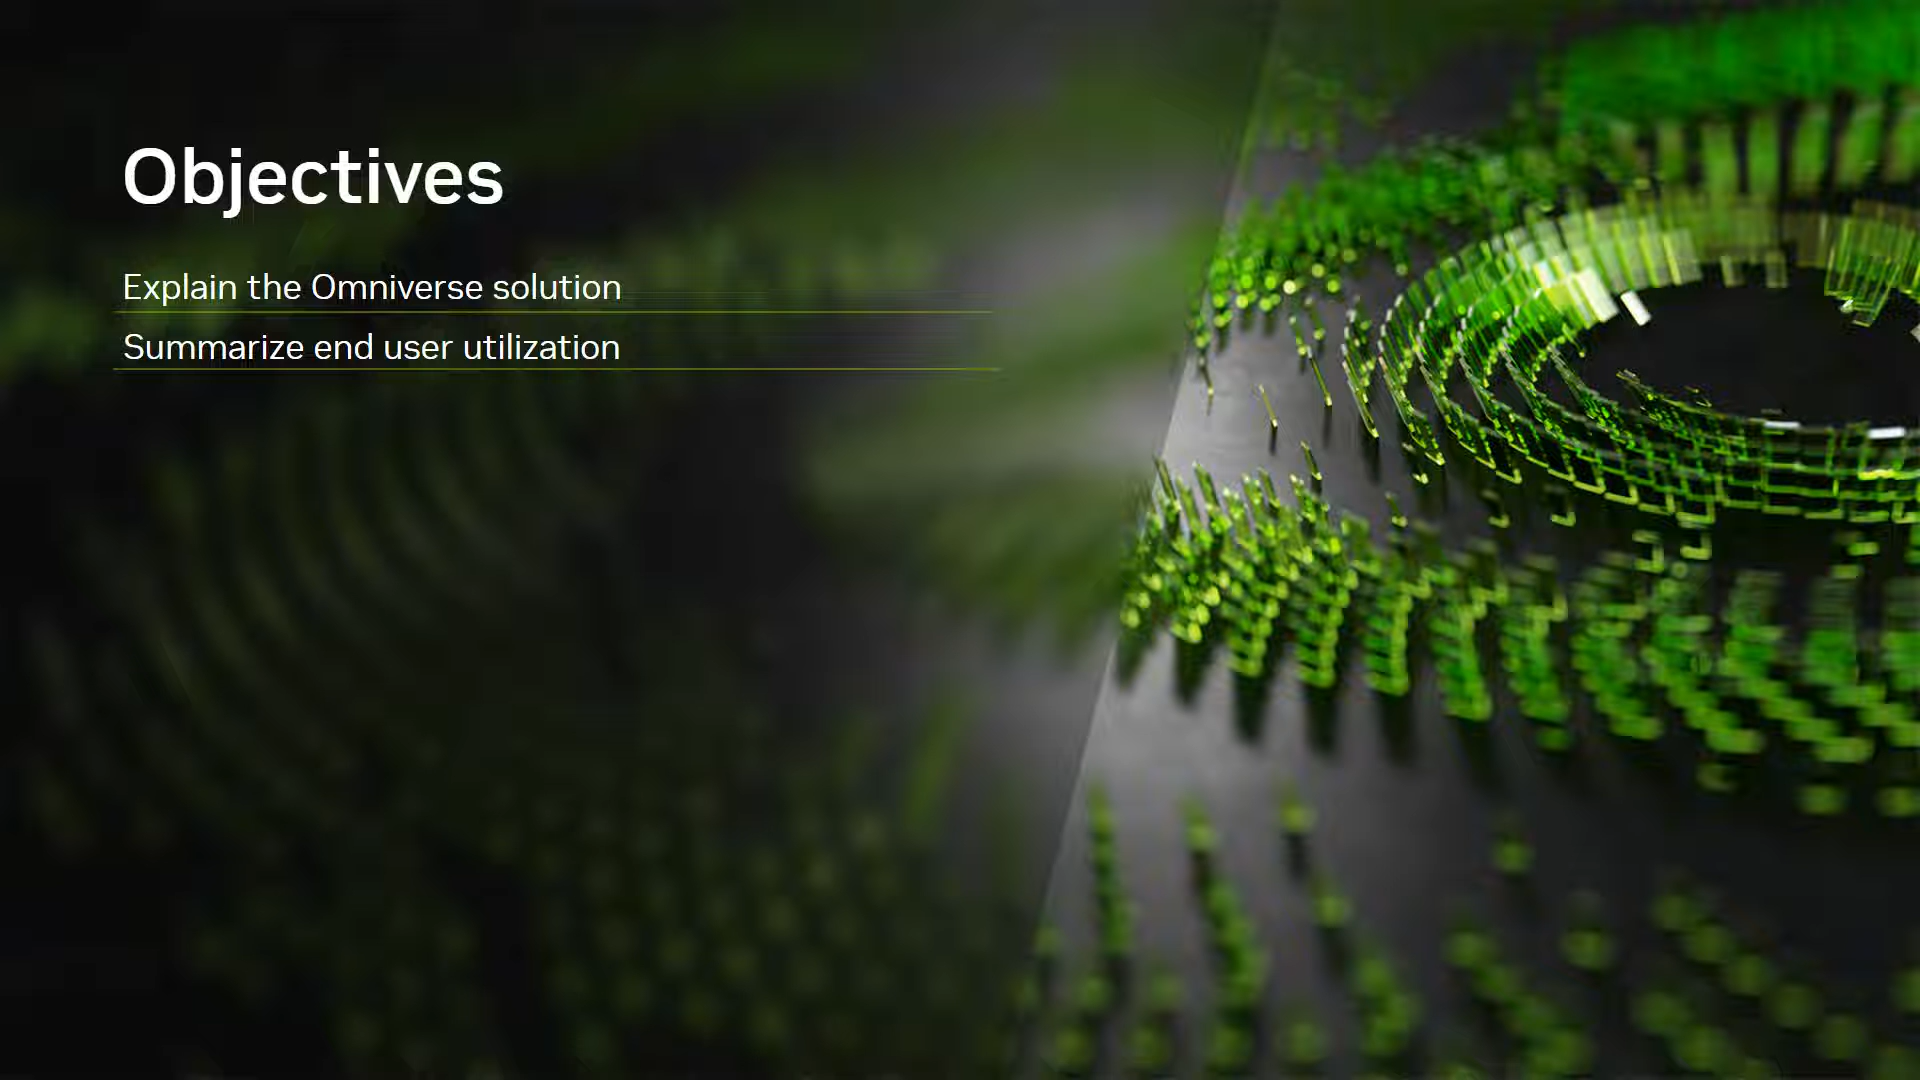 Objectives
Explain the Omniverse solution
Summarize end user utilization